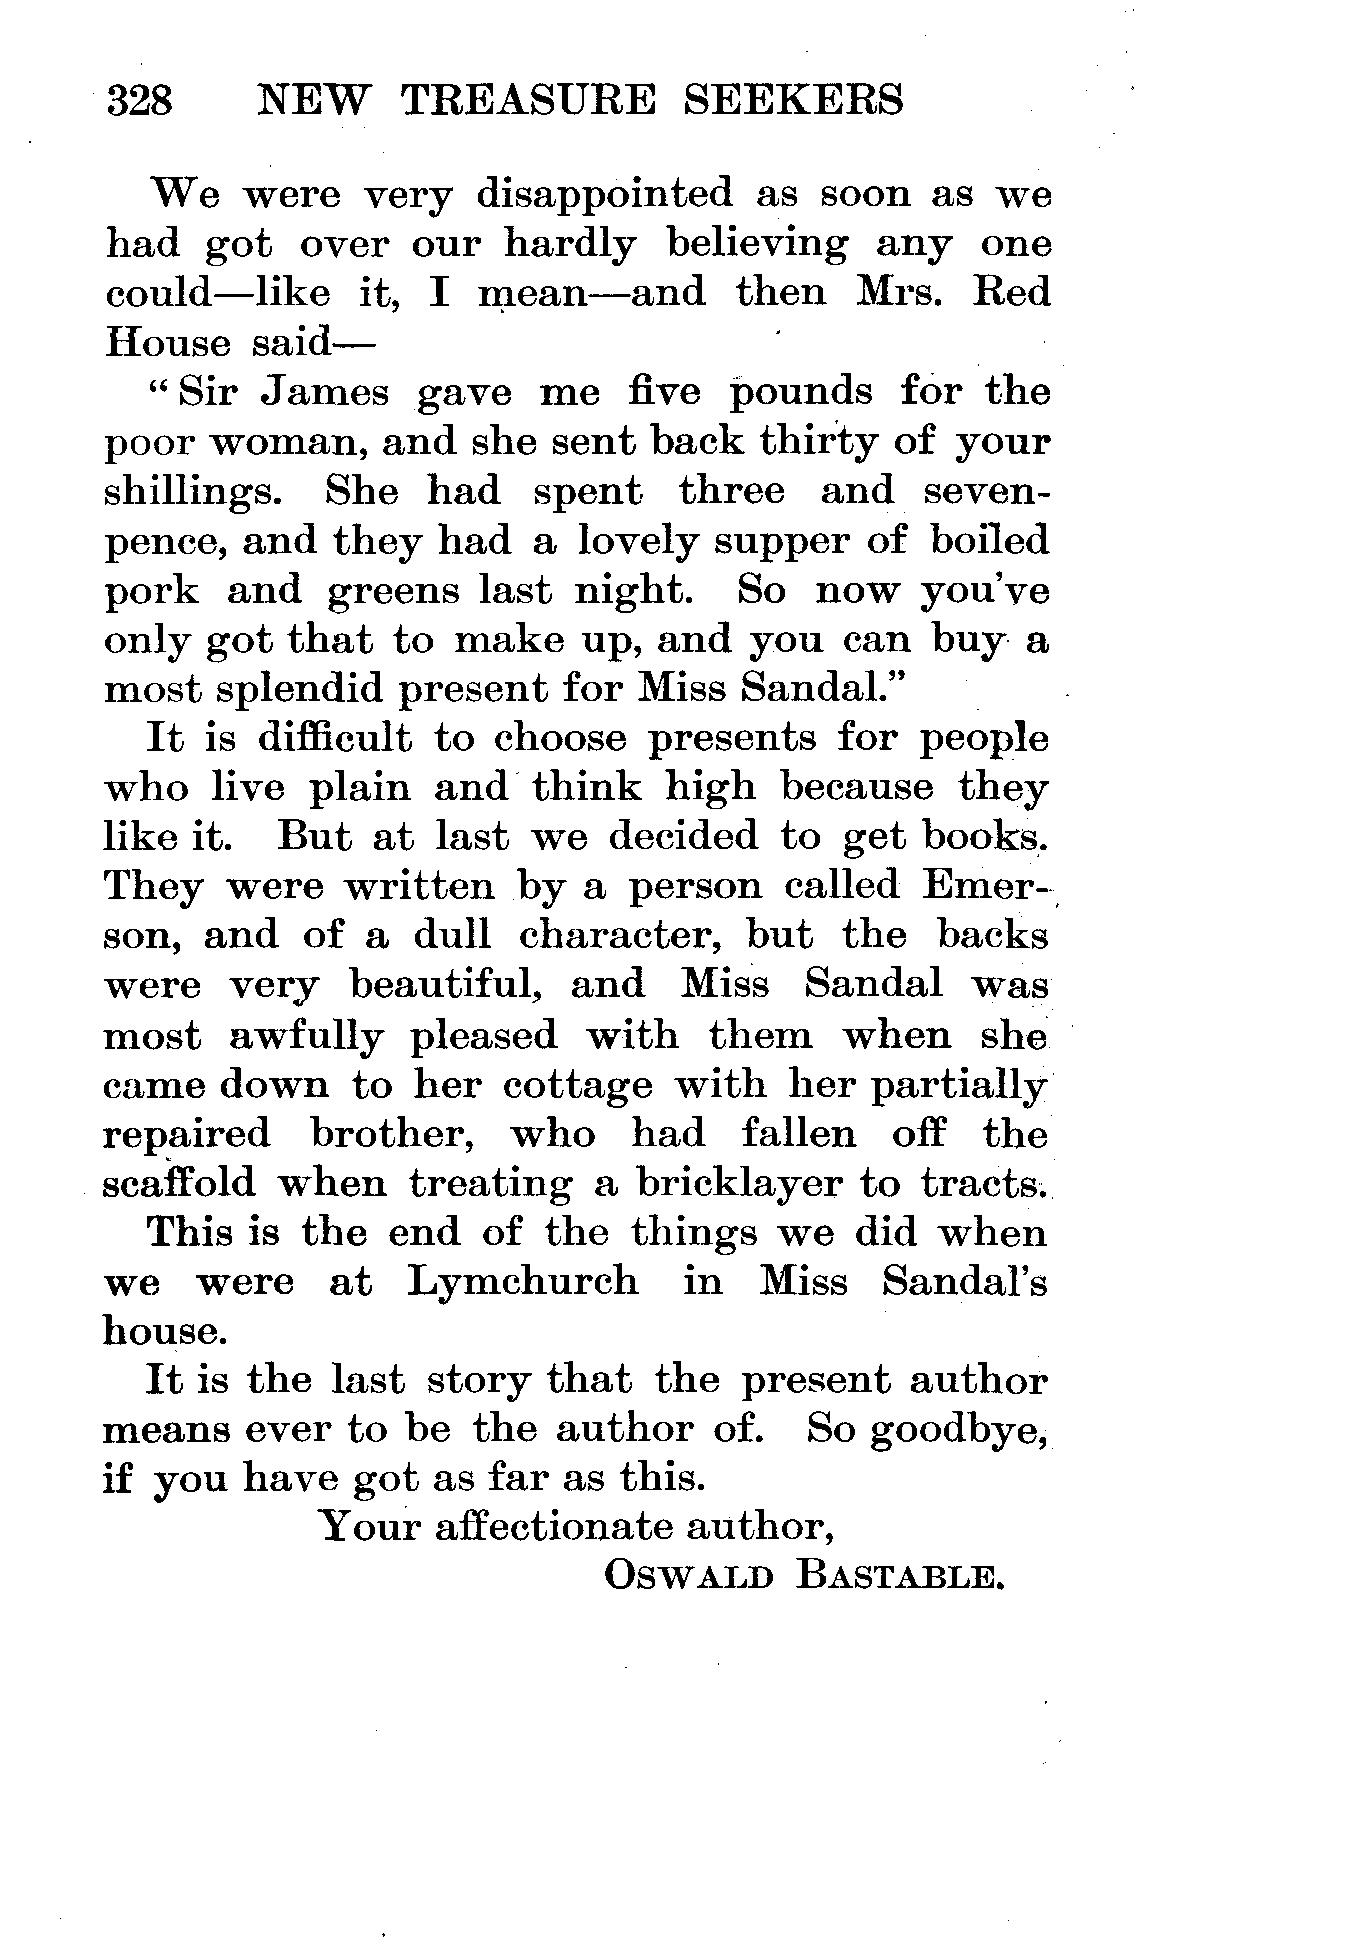 328 NEW TREASURE SEEKERS
We were very disappointed as soon as we
had got over our hardly believing any one
could—like it, I mean—and then Mrs. Red
House said—
“Sir James gave me five pounds for the
poor woman, and she sent back thirty of your
shillings. She had spent three and seven-
pence, and they had a lovely supper of boiled
pork and greens last night. So now you've
only got that to make up, and you can buy a
most splendid present for Miss Sandal.”
It is difficult to choose presents for people
who live plain and think high because they
like it. But at last we decided to get books.
They were written by a person called Emer-
son, and of a dull character, but the backs
were very beautiful, and Miss Sandal was
most awfully pleased with them when she
came down to her cottage with her partially
repaired brother, who had fallen off the
scaffold when treating a bricklayer to tracts.
This is the end of the things we did when
we were at Lymchurch in Miss Sandal's
house.
It is the last story that the present author
means ever to be the author of. So goodbye,
if you have got as far as this.
Your affectionate author,
OSWALD BASTABLE.